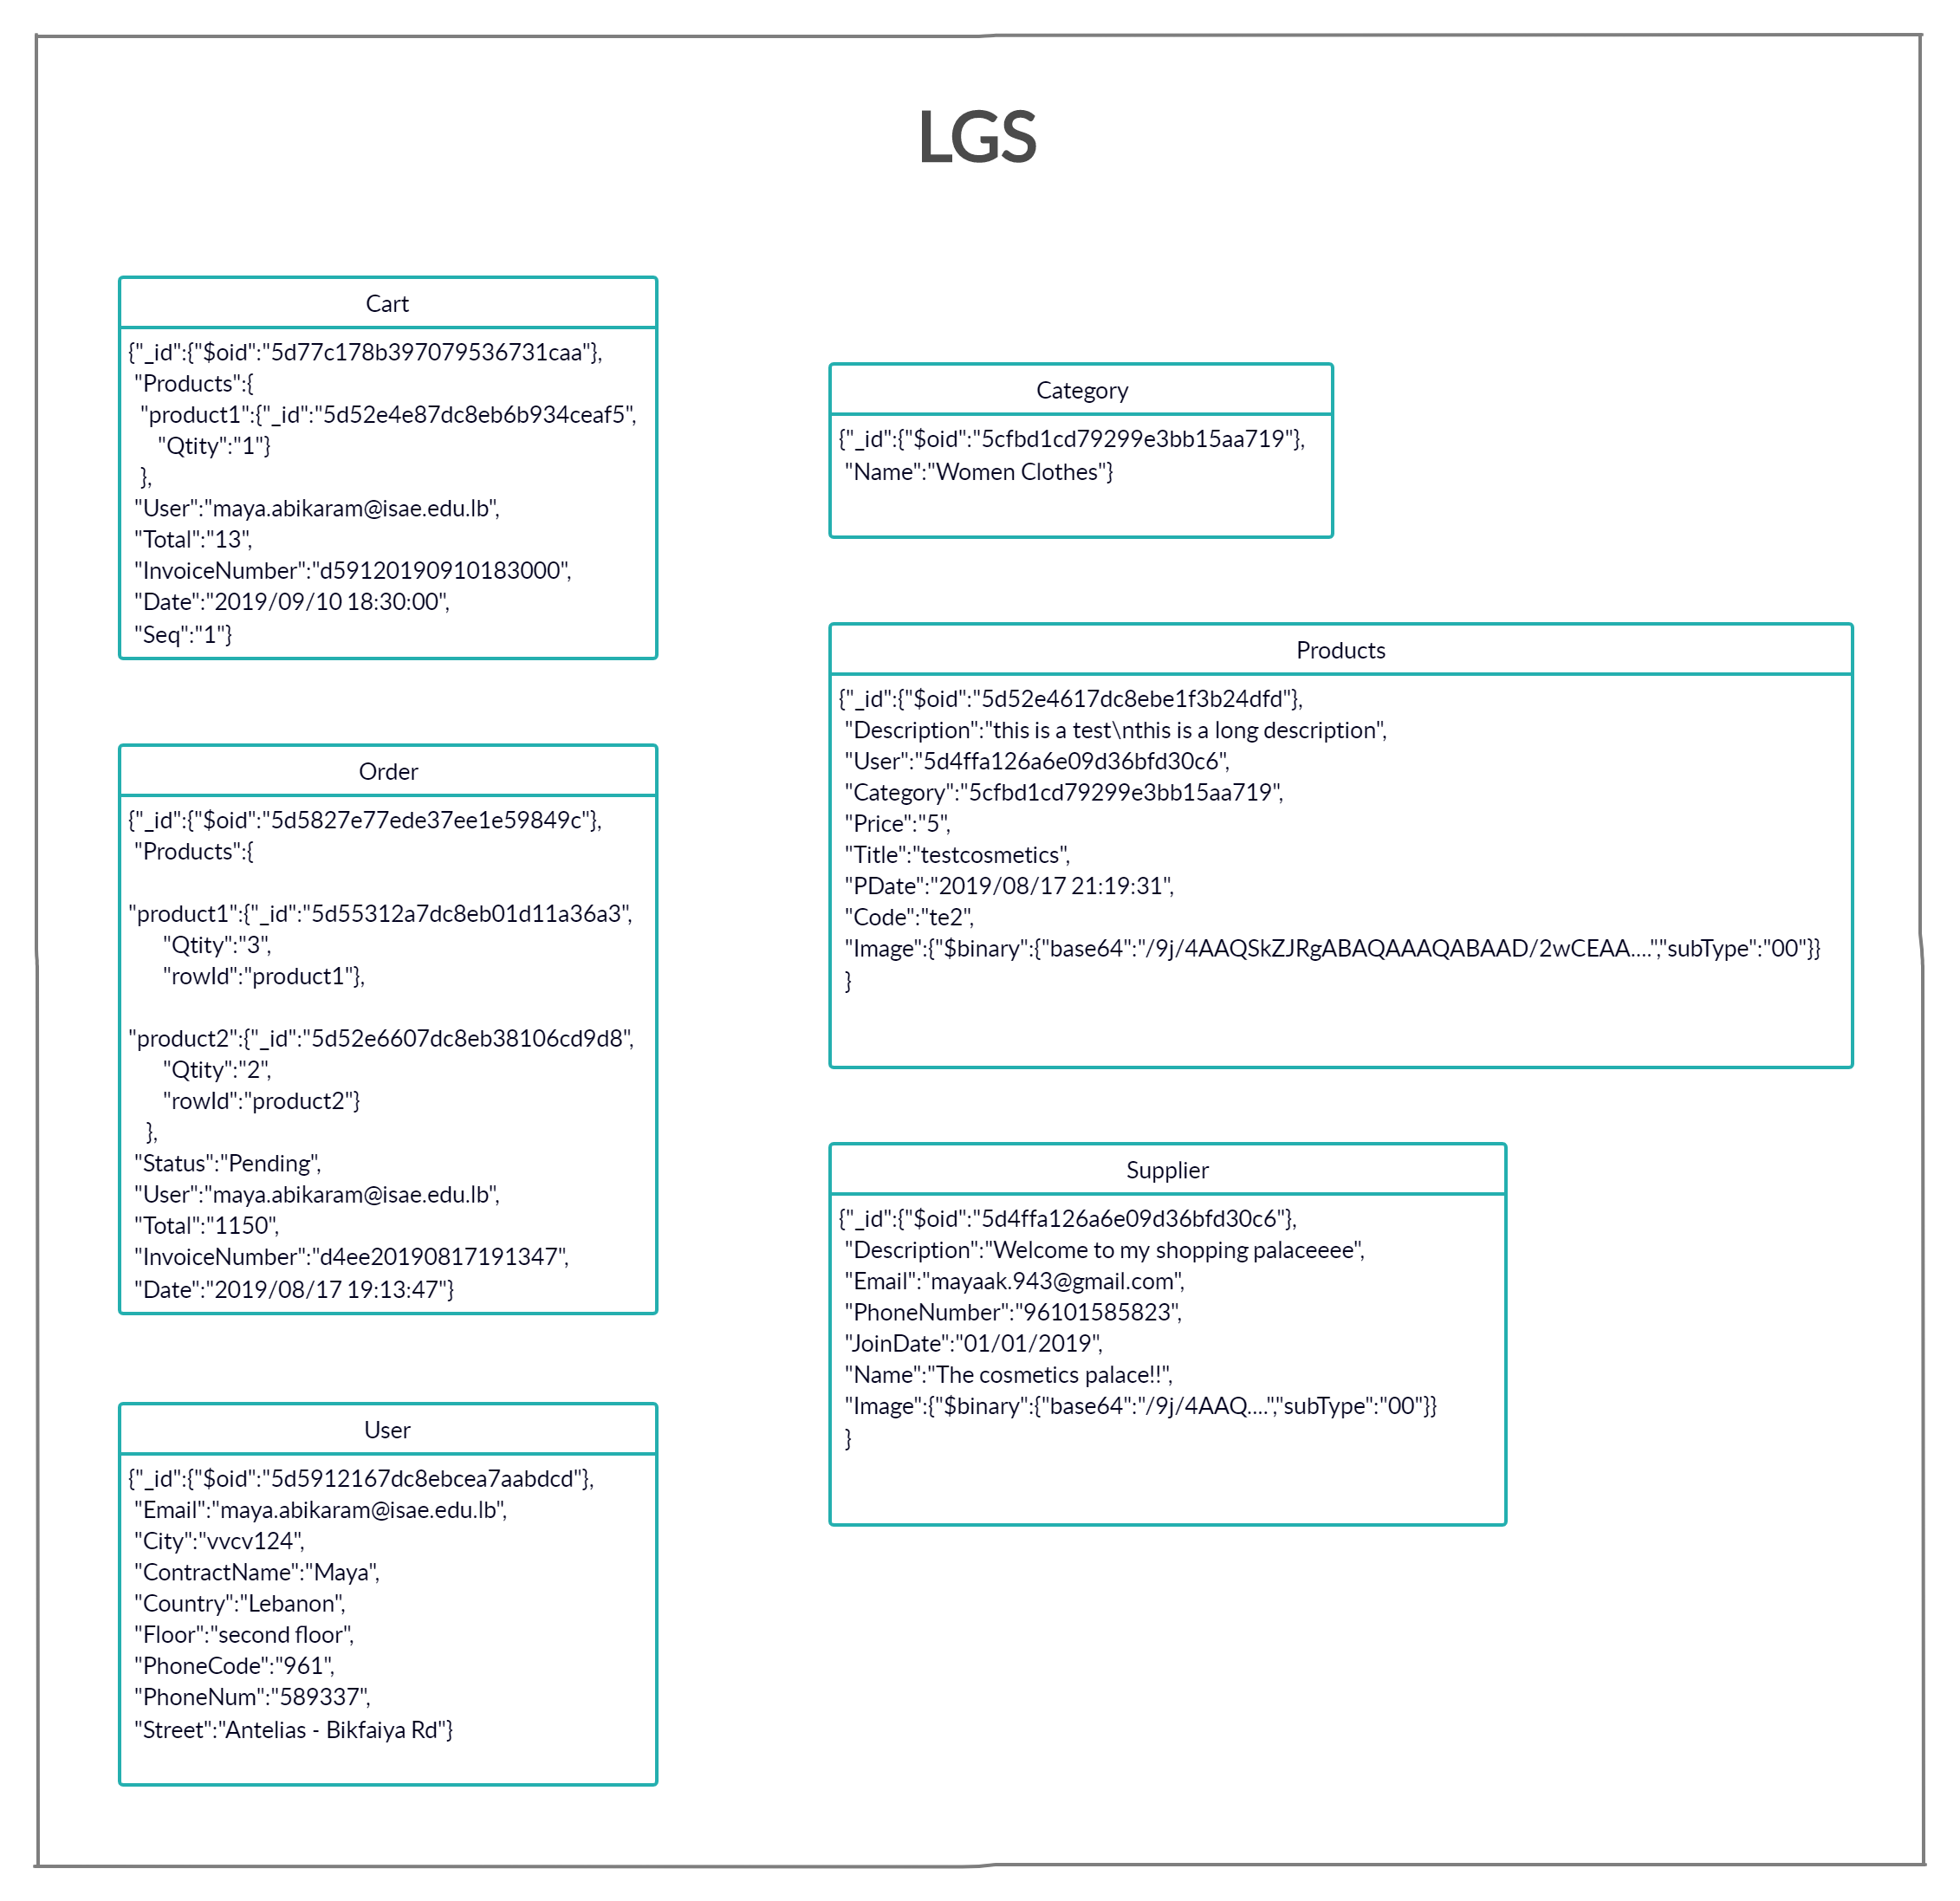 LGS
Cart
{"_id":{"$oid":"5d77c178b397079536731caa"},
"Products":{
"product1":{"_id":"5d52e4e87dc8eb6b934ceaf5",
"Qtity":"1"}
},
"User":"maya.abikaram@isae.edu.lb",
"Total":"13",
"InvoiceNumber":"d59120190910183000",
"Date":"2019/09/10 18:30:00",
"Seq":"1"}
Order
{"_id":{"$oid":"5d5827e77ede37ee1e59849c"},
"Products":{
"product1":{"_id":"5d55312a7dc8eb01d11a36a3",
"Qtity":"3",
"rowId":"product1"},
"product2":{"_id":"5d52e6607dc8eb38106cd9d8",
"Qtity":"2",
"rowId":"product2"}
},
"Status":"Pending",
"User":"maya.abikaram@isae.edu.lb",
"Total":"1150",
"InvoiceNumber":"d4ee20190817191347",
"Date":"2019/08/17 19:13:47"}
User
{"_id":{"$oid":"5d5912167dc8ebcea7aabdcd"},
"Email":"maya.abikaram@isae.edu.lb",
"City":"vvcv124",
"ContractName":"Maya",
"Country":"Lebanon",
"Floor":"second floor",
"PhoneCode":"961",
"PhoneNum":"589337",
"Street":"Antelias - Bikfaiya Rd"}
Category
{"_id":{"$oid":"5cfbd1cd79299e3bb15aa719"},
"Name":"Women Clothes"}
Products
{"_id":{"$oid":"5d52e4617dc8ebe1f3b24dfd"},
"Description":"this is a test\nthis is a long description",
"User":"5d4ffa126a6e09d36bfd30c6",
"Category":"5cfbd1cd79299e3bb15aa719",
"Price":"5",
"Title":"testcosmetics",
"PDate":"2019/08/17 21:19:31",
"Code":"te2",
"Image":{"$binary":{"base64":"/9j/4AAQSkZJRgABAQAAAQABAAD/2wCEAA....","subType":"00"}}
}
Supplier
{"_id":{"$oid":"5d4ffa126a6e09d36bfd30c6"},
"Description":"Welcome to my shopping palaceeee",
"Email":"mayaak.943@gmail.com",
"PhoneNumber":"96101585823",
"JoinDate":"01/01/2019",
"Name":"The cosmetics palace!!",
"Image":{"$binary":{"base64":"/9j/4AAQ....","subType":"00"}}
}